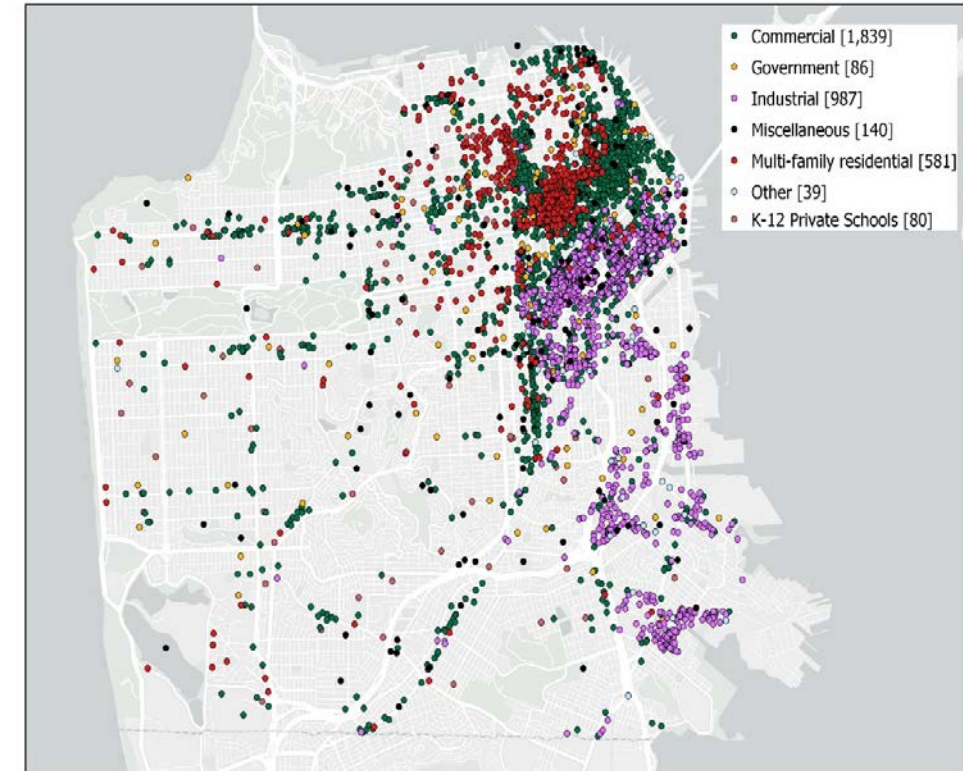 Commercial [1,839]
Government [86]
Industrial [987]
Miscellaneous [140]
Multi-family residential [581]
Other [39]
K-12 Private Schools [80]